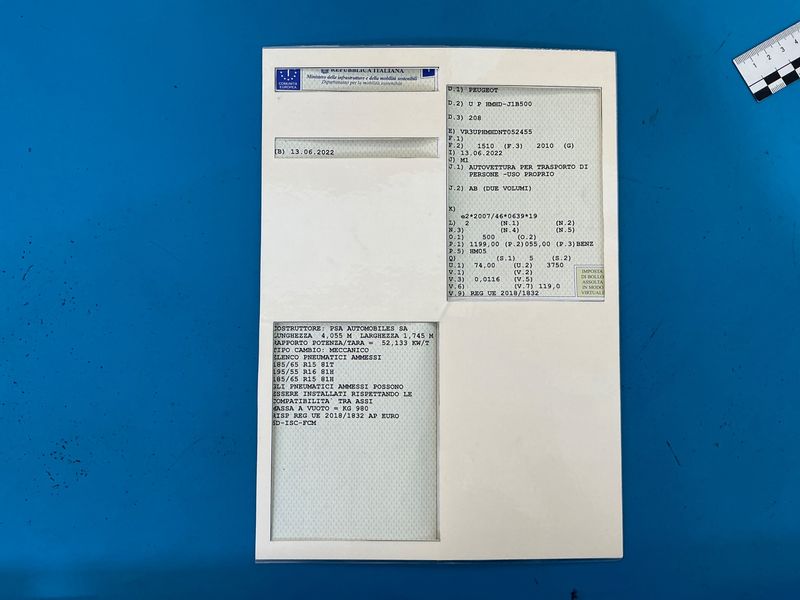 COMUNITÀ
EUROPEA
REPUBBLICA ITALIANA
Ministero delle infrastrutture e della mobilità sostenibili
Dipartimento per la mobilità sostenibile
(B) 13.06.2022
D.1) PEUGEOT
D.2) U P HMHD-J1B500
D.3) 208
E) VR3UPHMHDNT052455
F.1)
F.2) 1510 (F.3) 2010 (G)
I) 13.06.2022
J) M1
J.1) AUTOVETTURA PER TRASPORTO DI
PERSONE -USO PROPRIO
J.2) AB (DUE VOLUMI)
K)
e2*2007/46*0639*19
L) 2 (N.1) (N.2)
N.3) (N.4) (N.5)
O.1) 500 (O.2)
P.1) 1199,00 (P.2)055,00 (P.3)BENZ
P.5) HM05
Q) (S.1) 5 (S.2)
U.1) 74,00 (U.2) 3750
V.1) (V.2)
V.3) 0,0116 (V.5)
V.6) (V.7) 119,0
V.9) REG UE 2018/1832
IMPOSTA
DI BOLLO
ASSOLTA
IN MODO
VIRTUALE
COSTRUTTORE; PSA AUTOMOBILES SA
LUNGHEZZA 4,055 M LARGHEZZA 1,745 M
RAPPORTO POTENZA/TARA = 52,133 KW/T
TIPO CAMBIO: MECCANICO
ELENCO PNEUMATICI AMMESSI
185/65 R15 81T
195/55 R16 81H
185/65 R15 81H
GLI PNEUMATICI AMMESSI POSSONO
ESSERE INSTALLATI RISPETTANDO LE
COMPATIBILITA` TRA ASSI
MASSA A VUOTO = KG 980
RISP REG UE 2018/1832 AP EURO
6D-ISC-FCM
1 2 3 4